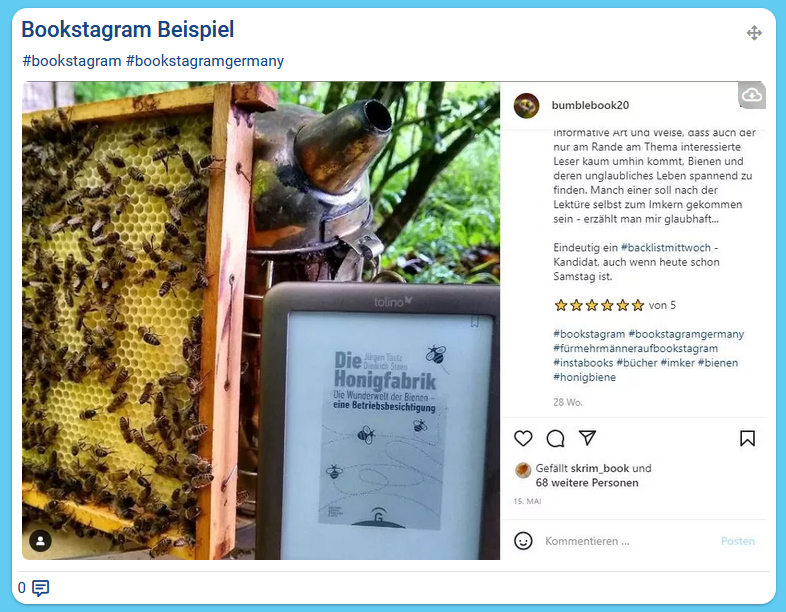 Bookstagram Beispiel
#bookstagram #bookstagramgermany
tolino
Jürgen Tautz
Diedrich Steen
Die
Honigfabrik
Die Wunderwelt der Bienen –
eine Betriebsbesichtigung
G
bumblebook20
informative Art und Weise, dass auch der
nur am Rande am Thema interessierte
Leser kaum umhin kommt, Bienen und
deren unglaubliches Leben spannend zu
finden. Manch einer soll nach der
Lektüre selbst zum Imkern gekommen
sein - erzählt man mir glaubhaft...
Eindeutig ein #backlistmittwoch -
Kandidat, auch wenn heute schon
Samstag ist.
von 5
#bookstagram #bookstagramgermany
#fürmehrmänneraufbookstagram
#instabooks #bücher #imker #bienen
#honigbiene
28 Wo.
Gefällt skrim_book und
68 weitere Personen
15. MAI
Kommentieren ...
Posten
0